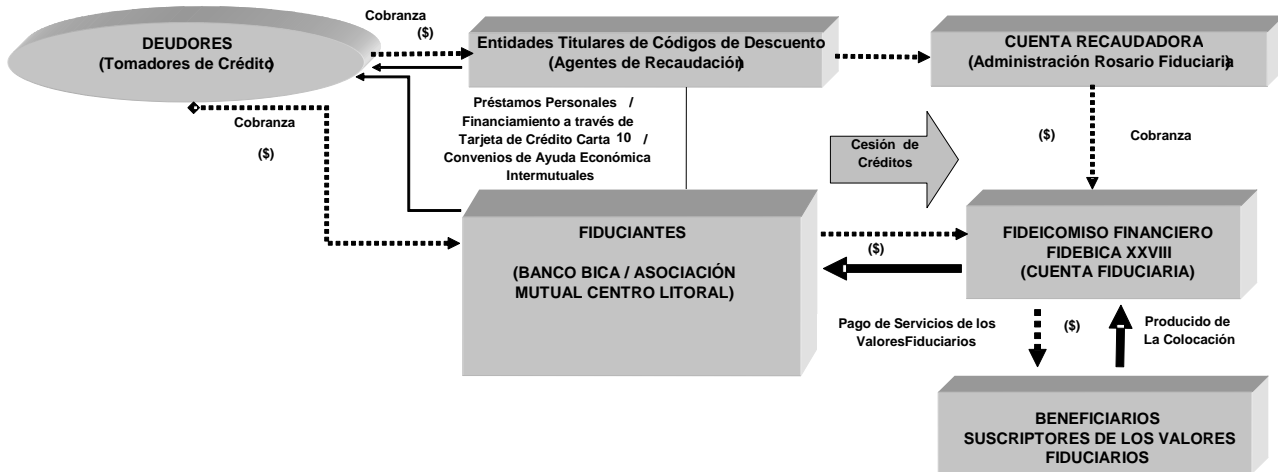 Cobranza
($)
DEUDORES
(Tomadores de Crédito)
Entidades Titulares de Códigos de Descuento
(Agentes de Recaudación)
CUENTA RECAUDADORA
(Administración Rosario Fiduciaria)
Cobranza
($)
Préstamos Personales /
Financiamiento a través de
Tarjeta de Crédito Carta 10 /
Convenios de Ayuda Económica
Intermutuales
Cesión de
Créditos
($)
Cobranza
FIDUCIANTES
(BANCO BICA / ASOCIACIÓN
MUTUAL CENTRO LITORAL)
($)
FIDEICOMISO FINANCIERO
FIDEBICA XXVIII
(CUENTA FIDUCIARIA)
Pago de Servicios de los
ValoresFiduciarios
($)
Producido de
La Colocación
BENEFICIARIOS
SUSCRIPTORES DE LOS VALORES
FIDUCIARIOS